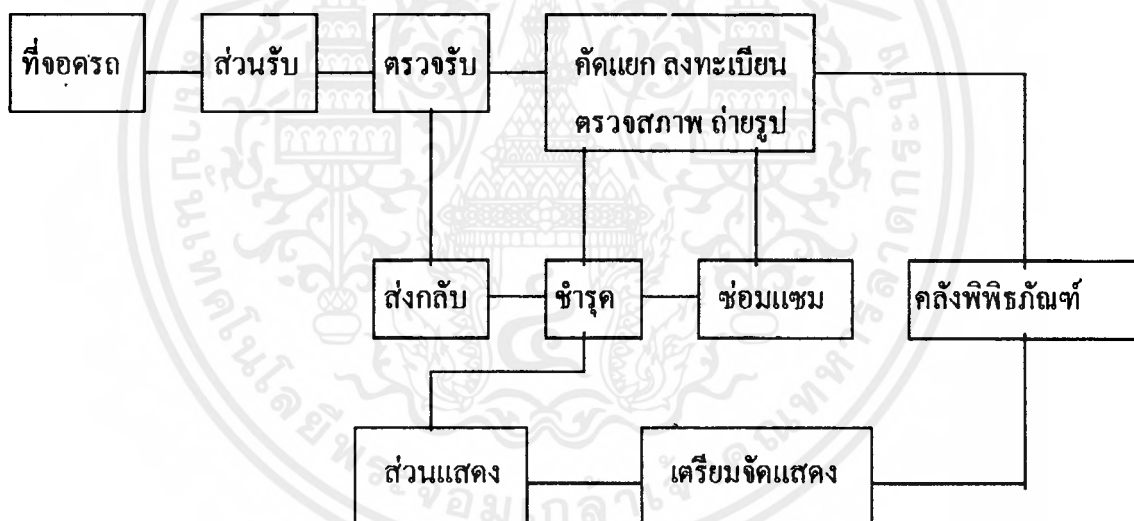 ที่จอดรถ
ส่วนรับ
ตรวจรับ
คัดแยก ลงทะเบียน
ตรวจสภาพ ถ่ายรูป
ส่งกลับ
ชำรุด
ซ่อมแซม
คลังพิพิธภัณฑ์
ส่วนแสดง
เตรียมจัดแสดง